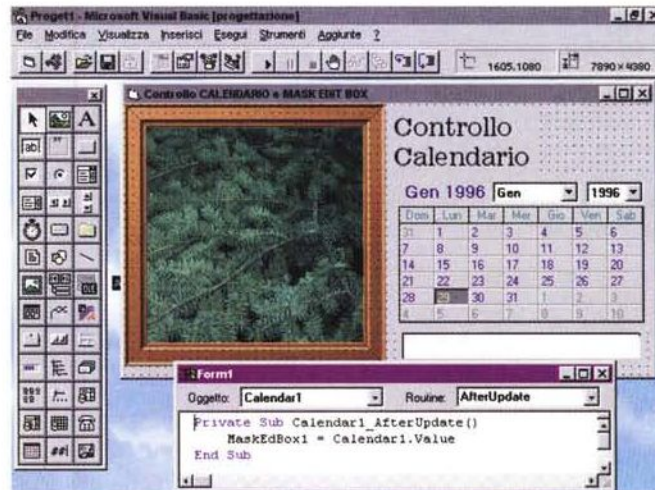 Proget1 - Microsoft Visual Basic [progettazione]
File Modifica Visualizza Inserisci Esegui Strumenti Aggiunte ?
1605,1080 7890×4380
Controllo CALENDARIO e MASK EDIT BOX
A
ab|
OLE
##|
Controllo
Calendario
Gen 1996 Gen 1996
Dom Lun Mar Mer Gio Ven Sab
31 1 2 3 4 5 6
7 8 9 10 11 12 13
14 15 16 17 18 19 20
21 22 23 24 25 26 27
28 29 30 31 1 2 3
4 5 6 7 8 9 10
Form1
Oggetto: Calendar1 Routine: AfterUpdate
Private Sub Calendar1_AfterUpdate()
MaskEdBox1 = Calendar1.Value
End Sub